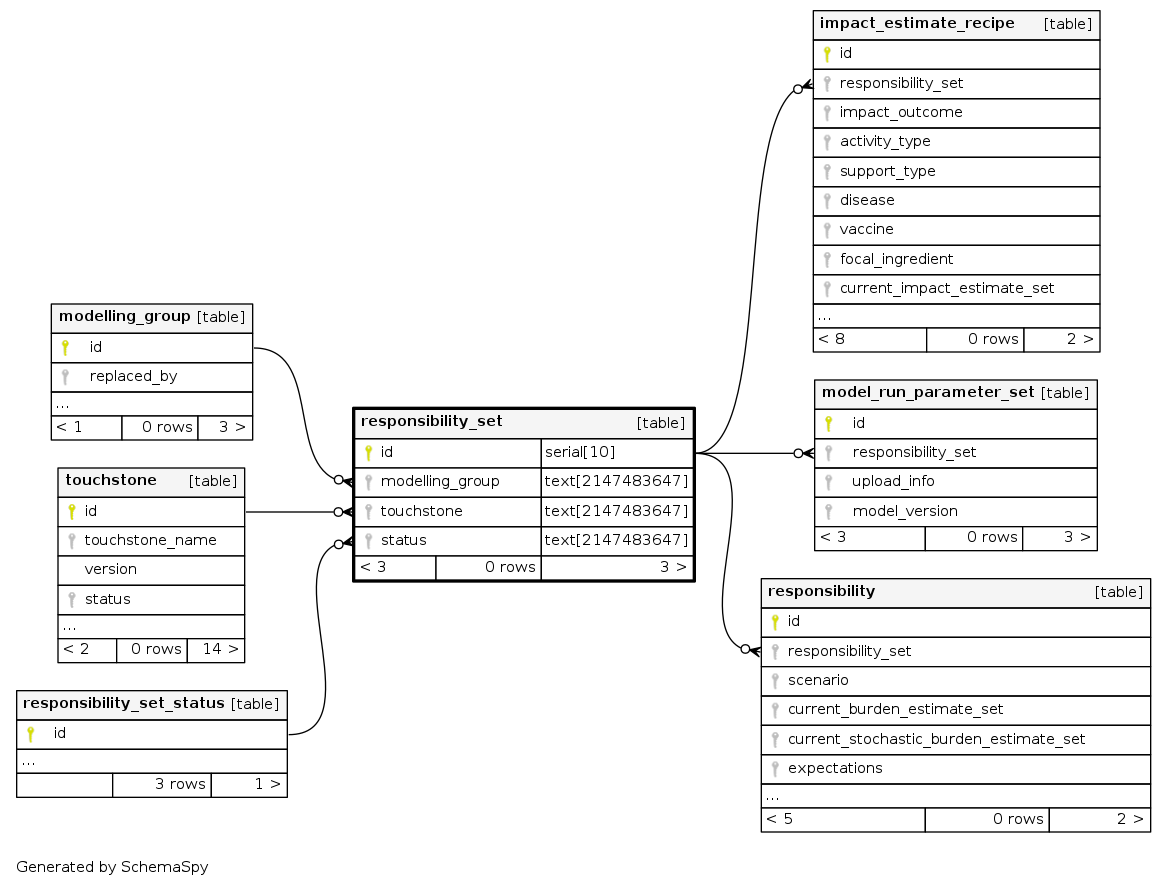 impact_estimate_recipe [table]
id
responsibility_set
impact_outcome
activity_type
support_type
disease
vaccine
focal_ingredient
current_impact_estimate_set
...
< 8 0 rows 2 >
modelling_group [table]
id
replaced_by
...
< 1 0 rows 3 >
touchstone [table]
id
touchstone_name
version
status
...
< 2 0 rows 14 >
responsibility_set_status [table]
id
...
3 rows 1 >
responsibility_set [table]
id serial[10]
modelling_group text[2147483647]
touchstone text[2147483647]
status text[2147483647]
< 3 0 rows 3 >
model_run_parameter_set [table]
id
responsibility_set
upload_info
model_version
< 3 0 rows 3 >
responsibility [table]
id
responsibility_set
scenario
current_burden_estimate_set
current_stochastic_burden_estimate_set
expectations
...
< 5 0 rows 2 >
Generated by SchemaSpy